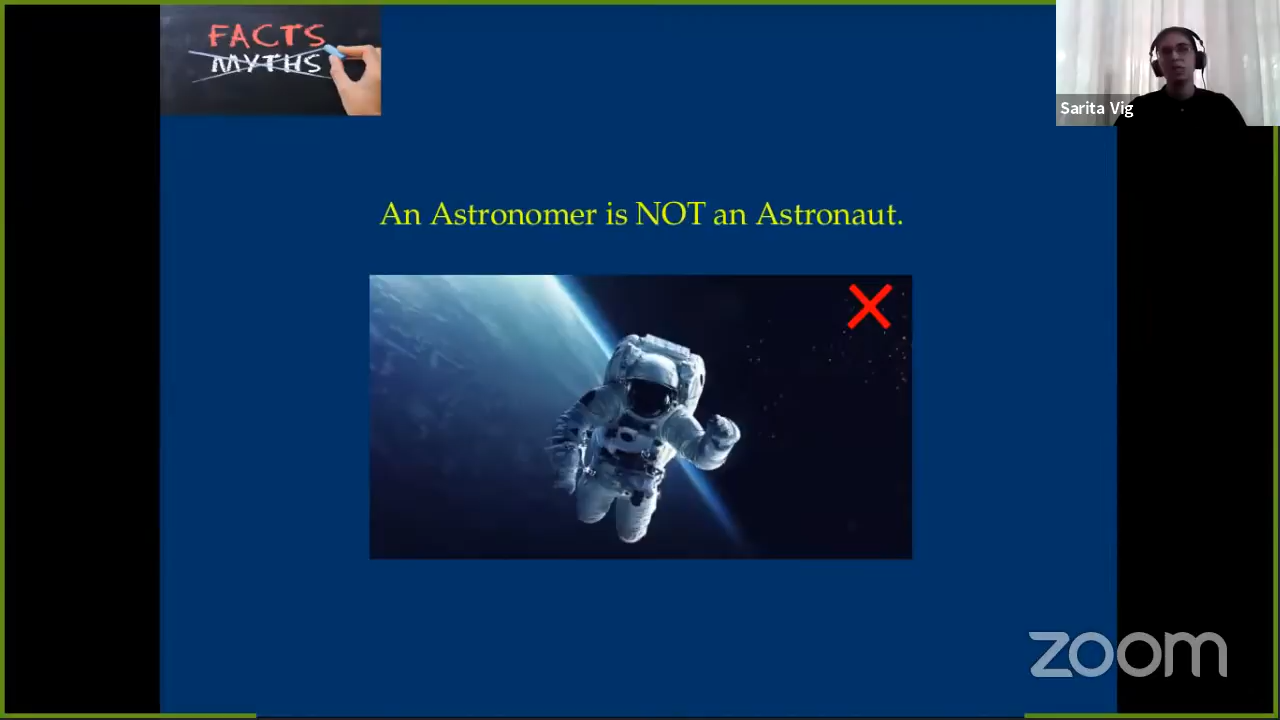 FACTS
MYTHS
Sarita Vig
An Astronomer is NOT an Astronaut.
zoom